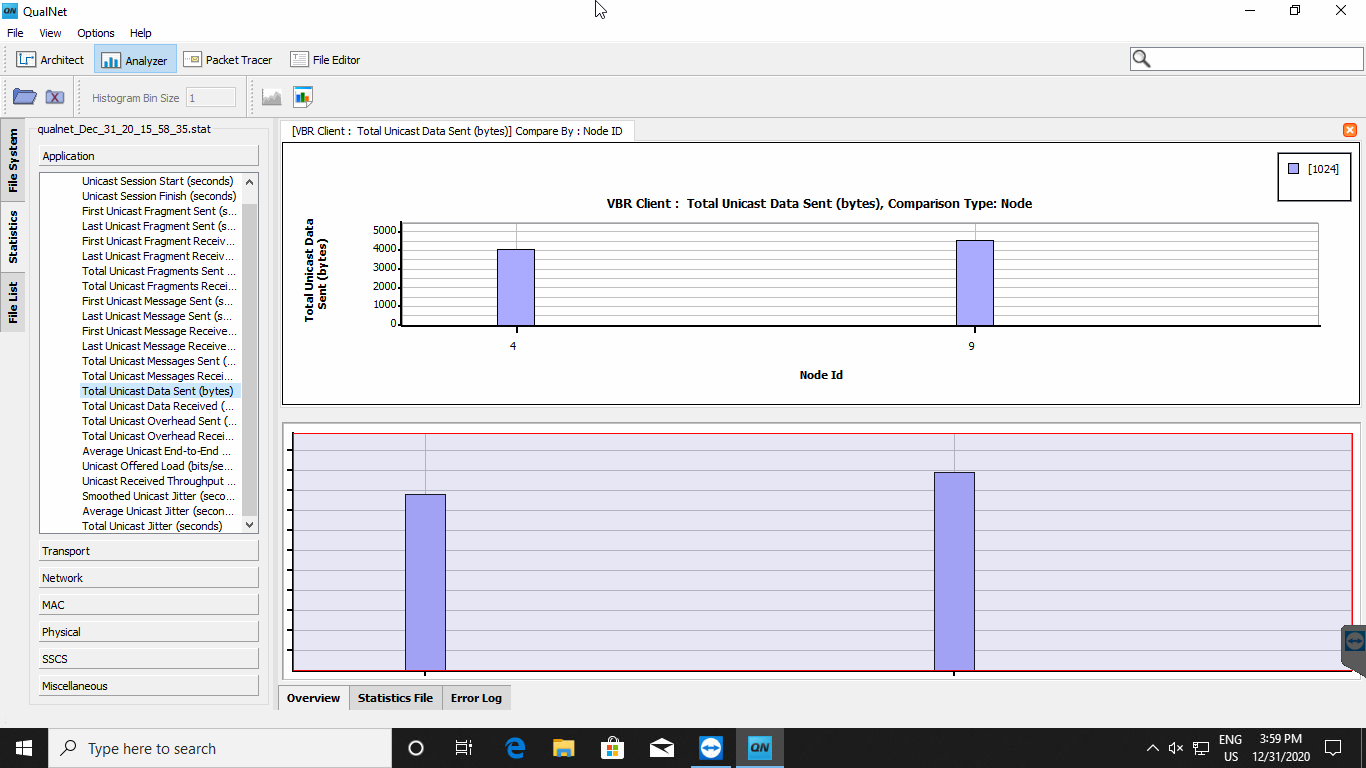 QN QualNet
File View Options Help
Architect Analyzer Packet Tracer File Editor
Histogram Bin Size 1
File System
Statistics
File List
qualnet_Dec_31_20_15_58_35.stat
Application
Unicast Session Start (seconds)
Unicast Session Finish (seconds)
First Unicast Fragment Sent (s...
Last Unicast Fragment Sent (s...
First Unicast Fragment Receiv...
Last Unicast Fragment Receiv...
Total Unicast Fragments Sent ...
Total Unicast Fragments Recei...
First Unicast Message Sent (s...
Last Unicast Message Sent (s...
First Unicast Message Receive...
Last Unicast Message Receive...
Total Unicast Messages Sent (...
Total Unicast Messages Recei...
Total Unicast Data Sent (bytes)
Total Unicast Data Received (...
Total Unicast Overhead Sent (...
Total Unicast Overhead Recei...
Average Unicast End-to-End ...
Unicast Offered Load (bits/se...
Unicast Received Throughput ...
Smoothed Unicast Jitter (seco...
Average Unicast Jitter (secon...
Total Unicast Jitter (seconds)
Transport
Network
MAC
Physical
SSCS
Miscellaneous
[VBR Client : Total Unicast Data Sent (bytes)] Compare By : Node ID
[1024]
VBR Client : Total Unicast Data Sent (bytes), Comparison Type: Node
Total Unicast Data
Sent (bytes)
5000
4000
3000
2000
1000
0
4 9
Node Id
Overview Statistics File Error Log
Type here to search
QN
ENG
US
3:59 PM
12/31/2020